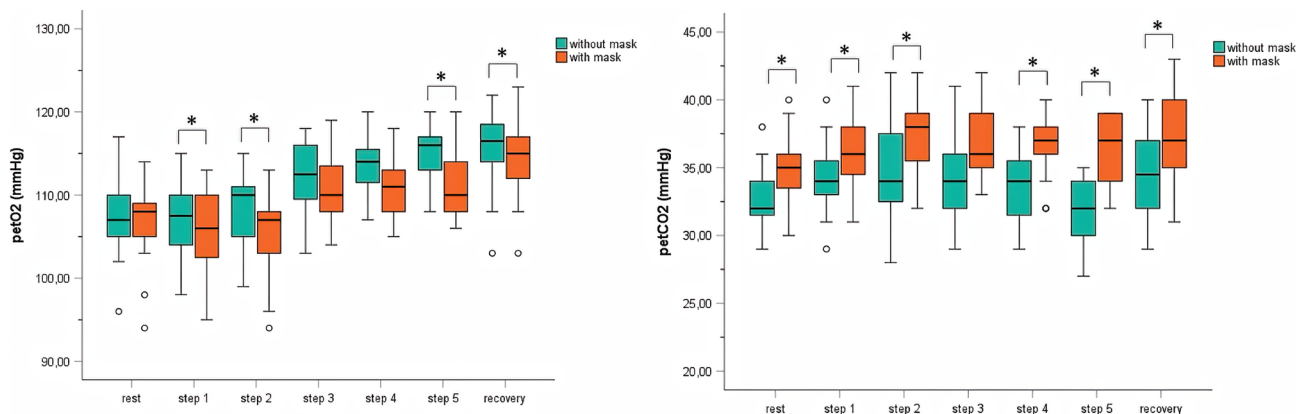 130,00
120,00
110,00
100,00
90,00
petO2 (mmHg)
* * * *
without mask
with mask
rest step 1 step 2 step 3 step 4 step 5 recovery
45,00
40,00
35,00
30,00
25,00
20,00
petCO2 (mmHg)
* * * * * *
without mask
with mask
rest step 1 step 2 step 3 step 4 step 5 recovery